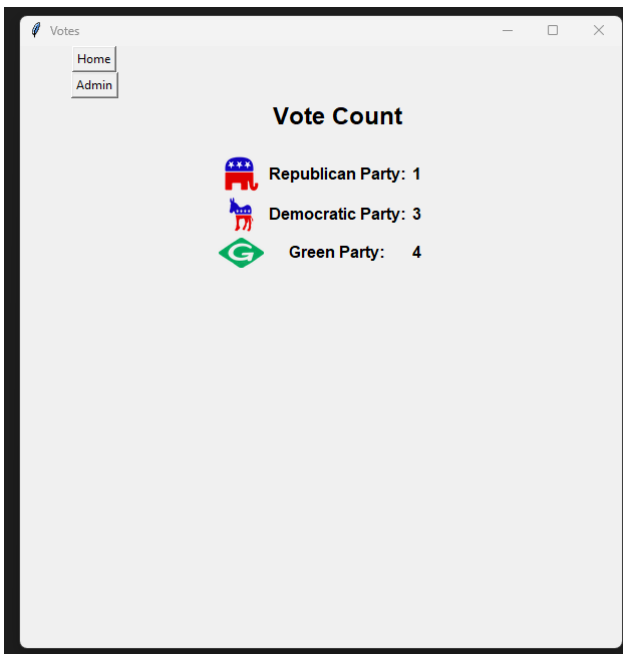 Votes
Home
Admin
Vote Count
Republican Party: 1
Democratic Party: 3
G
Green Party: 4